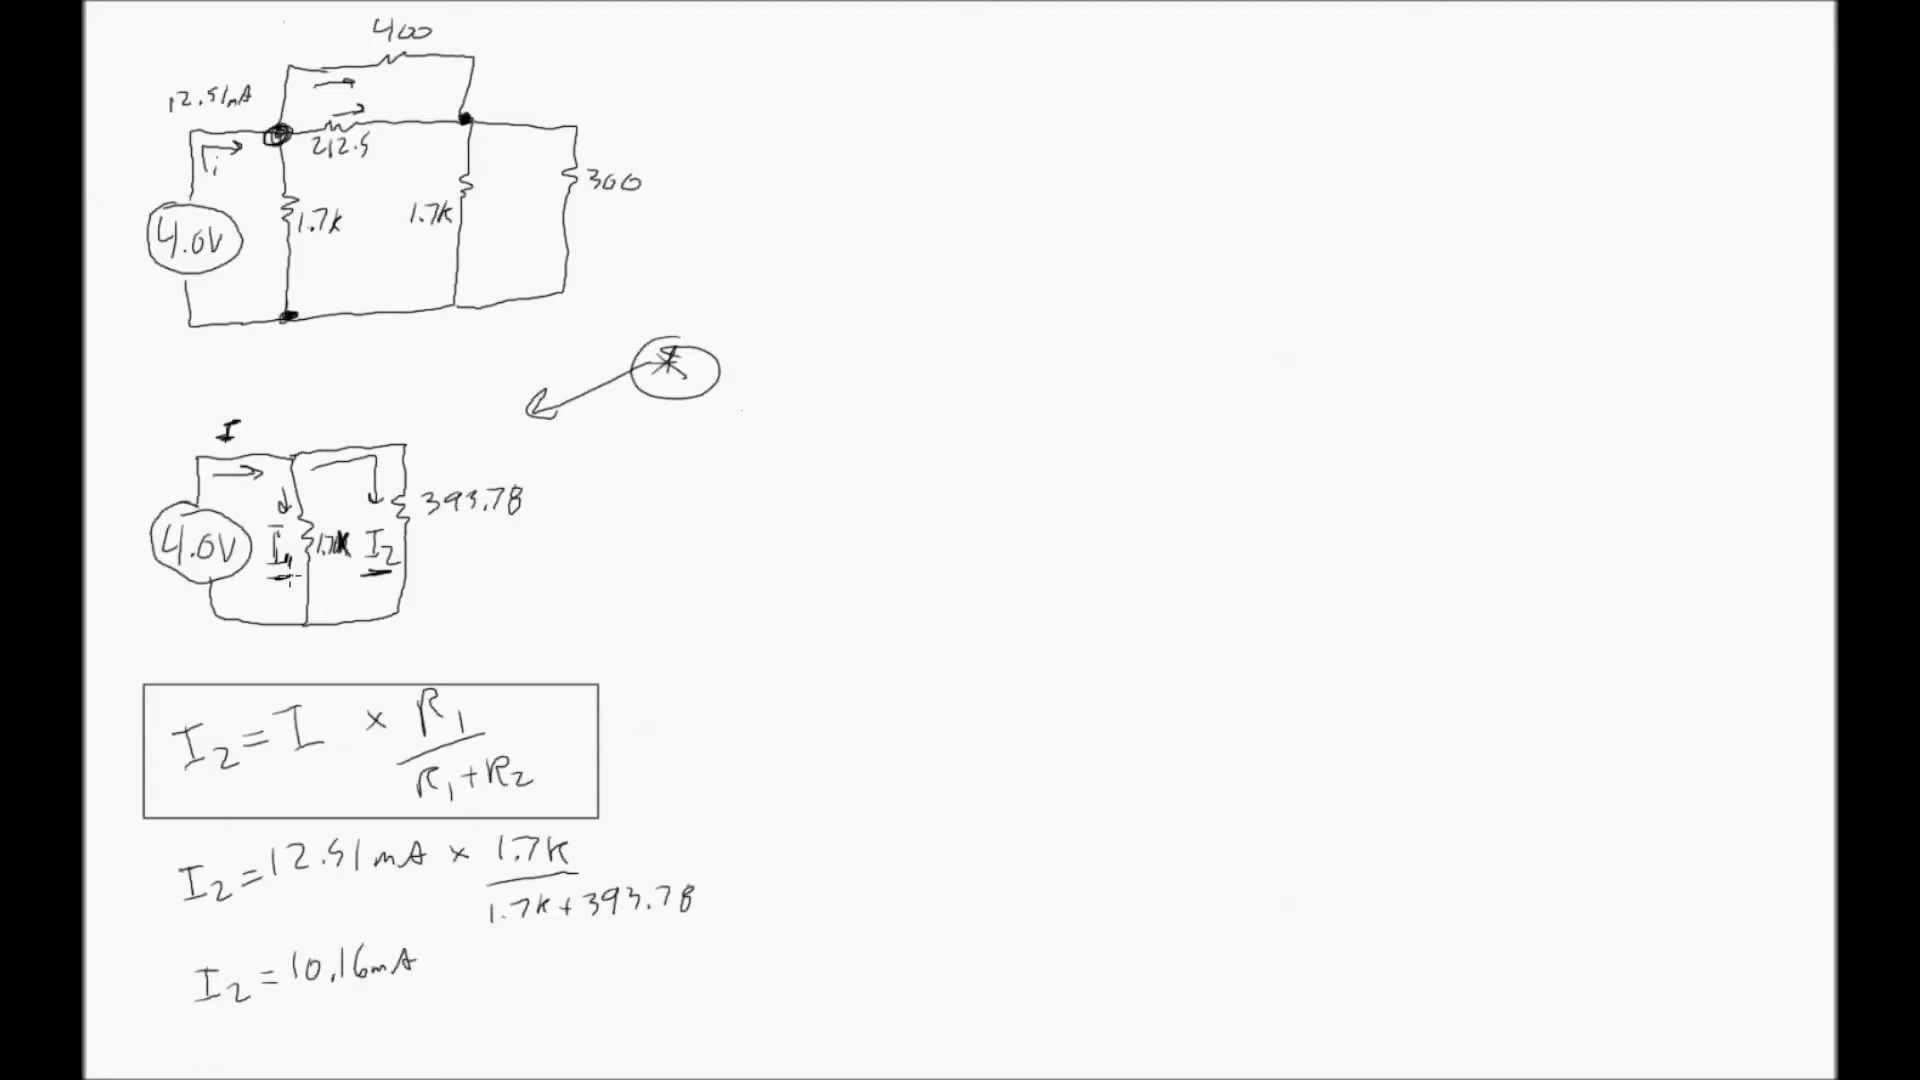 400
12.51mA
i
212.5
300
1.7K
1.7K
4.0V
*
I
393.78
4.0V
I1
1.7K
I2
I2 = I × R1 / R1+R2
I2 = 12.51mA × 1.7K / 1.7K+393.78
I2 = 10.16mA